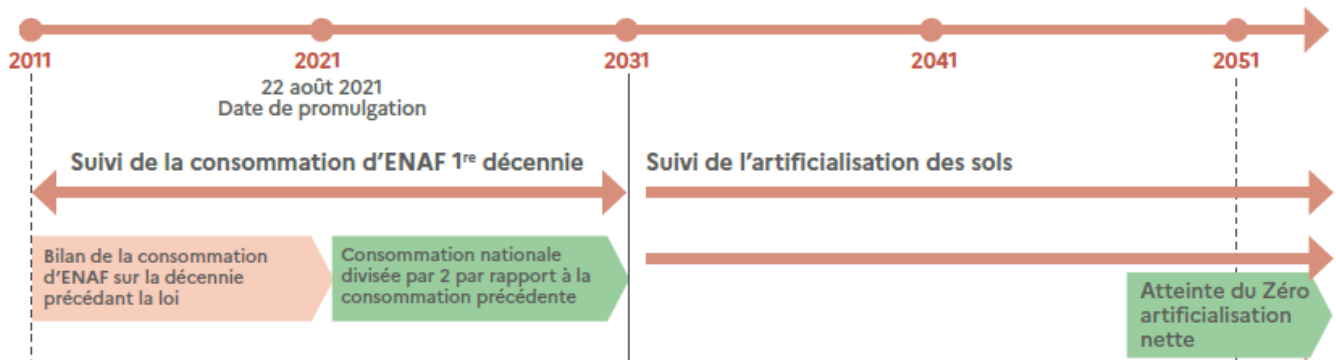 2011
2021
2031
2041
2051
22 août 2021
Date de promulgation
Suivi de la consommation d'ENAF 1re décennie
Suivi de l'artificialisation des sols
Bilan de la consommation
d'ENAF sur la décennie
précédant la loi
Consommation nationale
divisée par 2 par rapport à la
consommation précédente
Atteinte du Zéro
artificialisation
nette